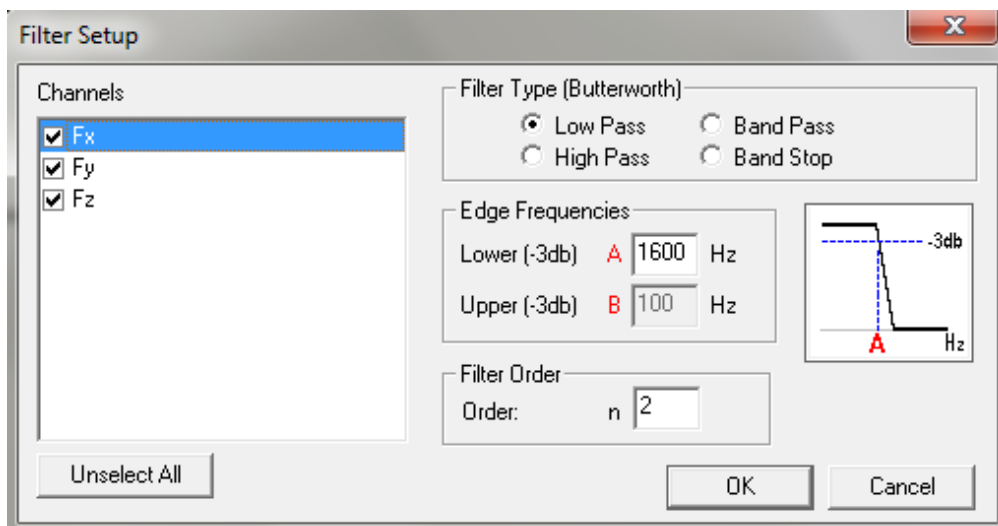 Filter Setup
x
Channels
Fx
Fy
Fz
Unselect All
Filter Type (Butterworth)
Low Pass Band Pass
High Pass Band Stop
Edge Frequencies
Lower (-3db) A 1600 Hz
Upper (-3db) B 100 Hz
-3db
A Hz
Filter Order
Order: n 2
OK Cancel